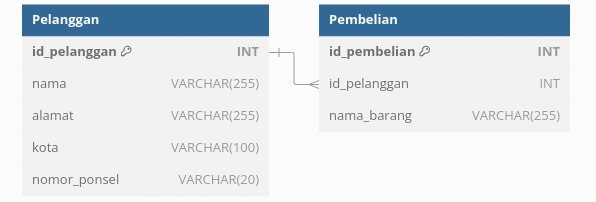 Pelanggan
id_pelanggan INT
nama VARCHAR(255)
alamat VARCHAR(255)
kota VARCHAR(100)
nomor_ponsel VARCHAR(20)
Pembelian
id_pembelian INT
id_pelanggan INT
nama_barang VARCHAR(255)